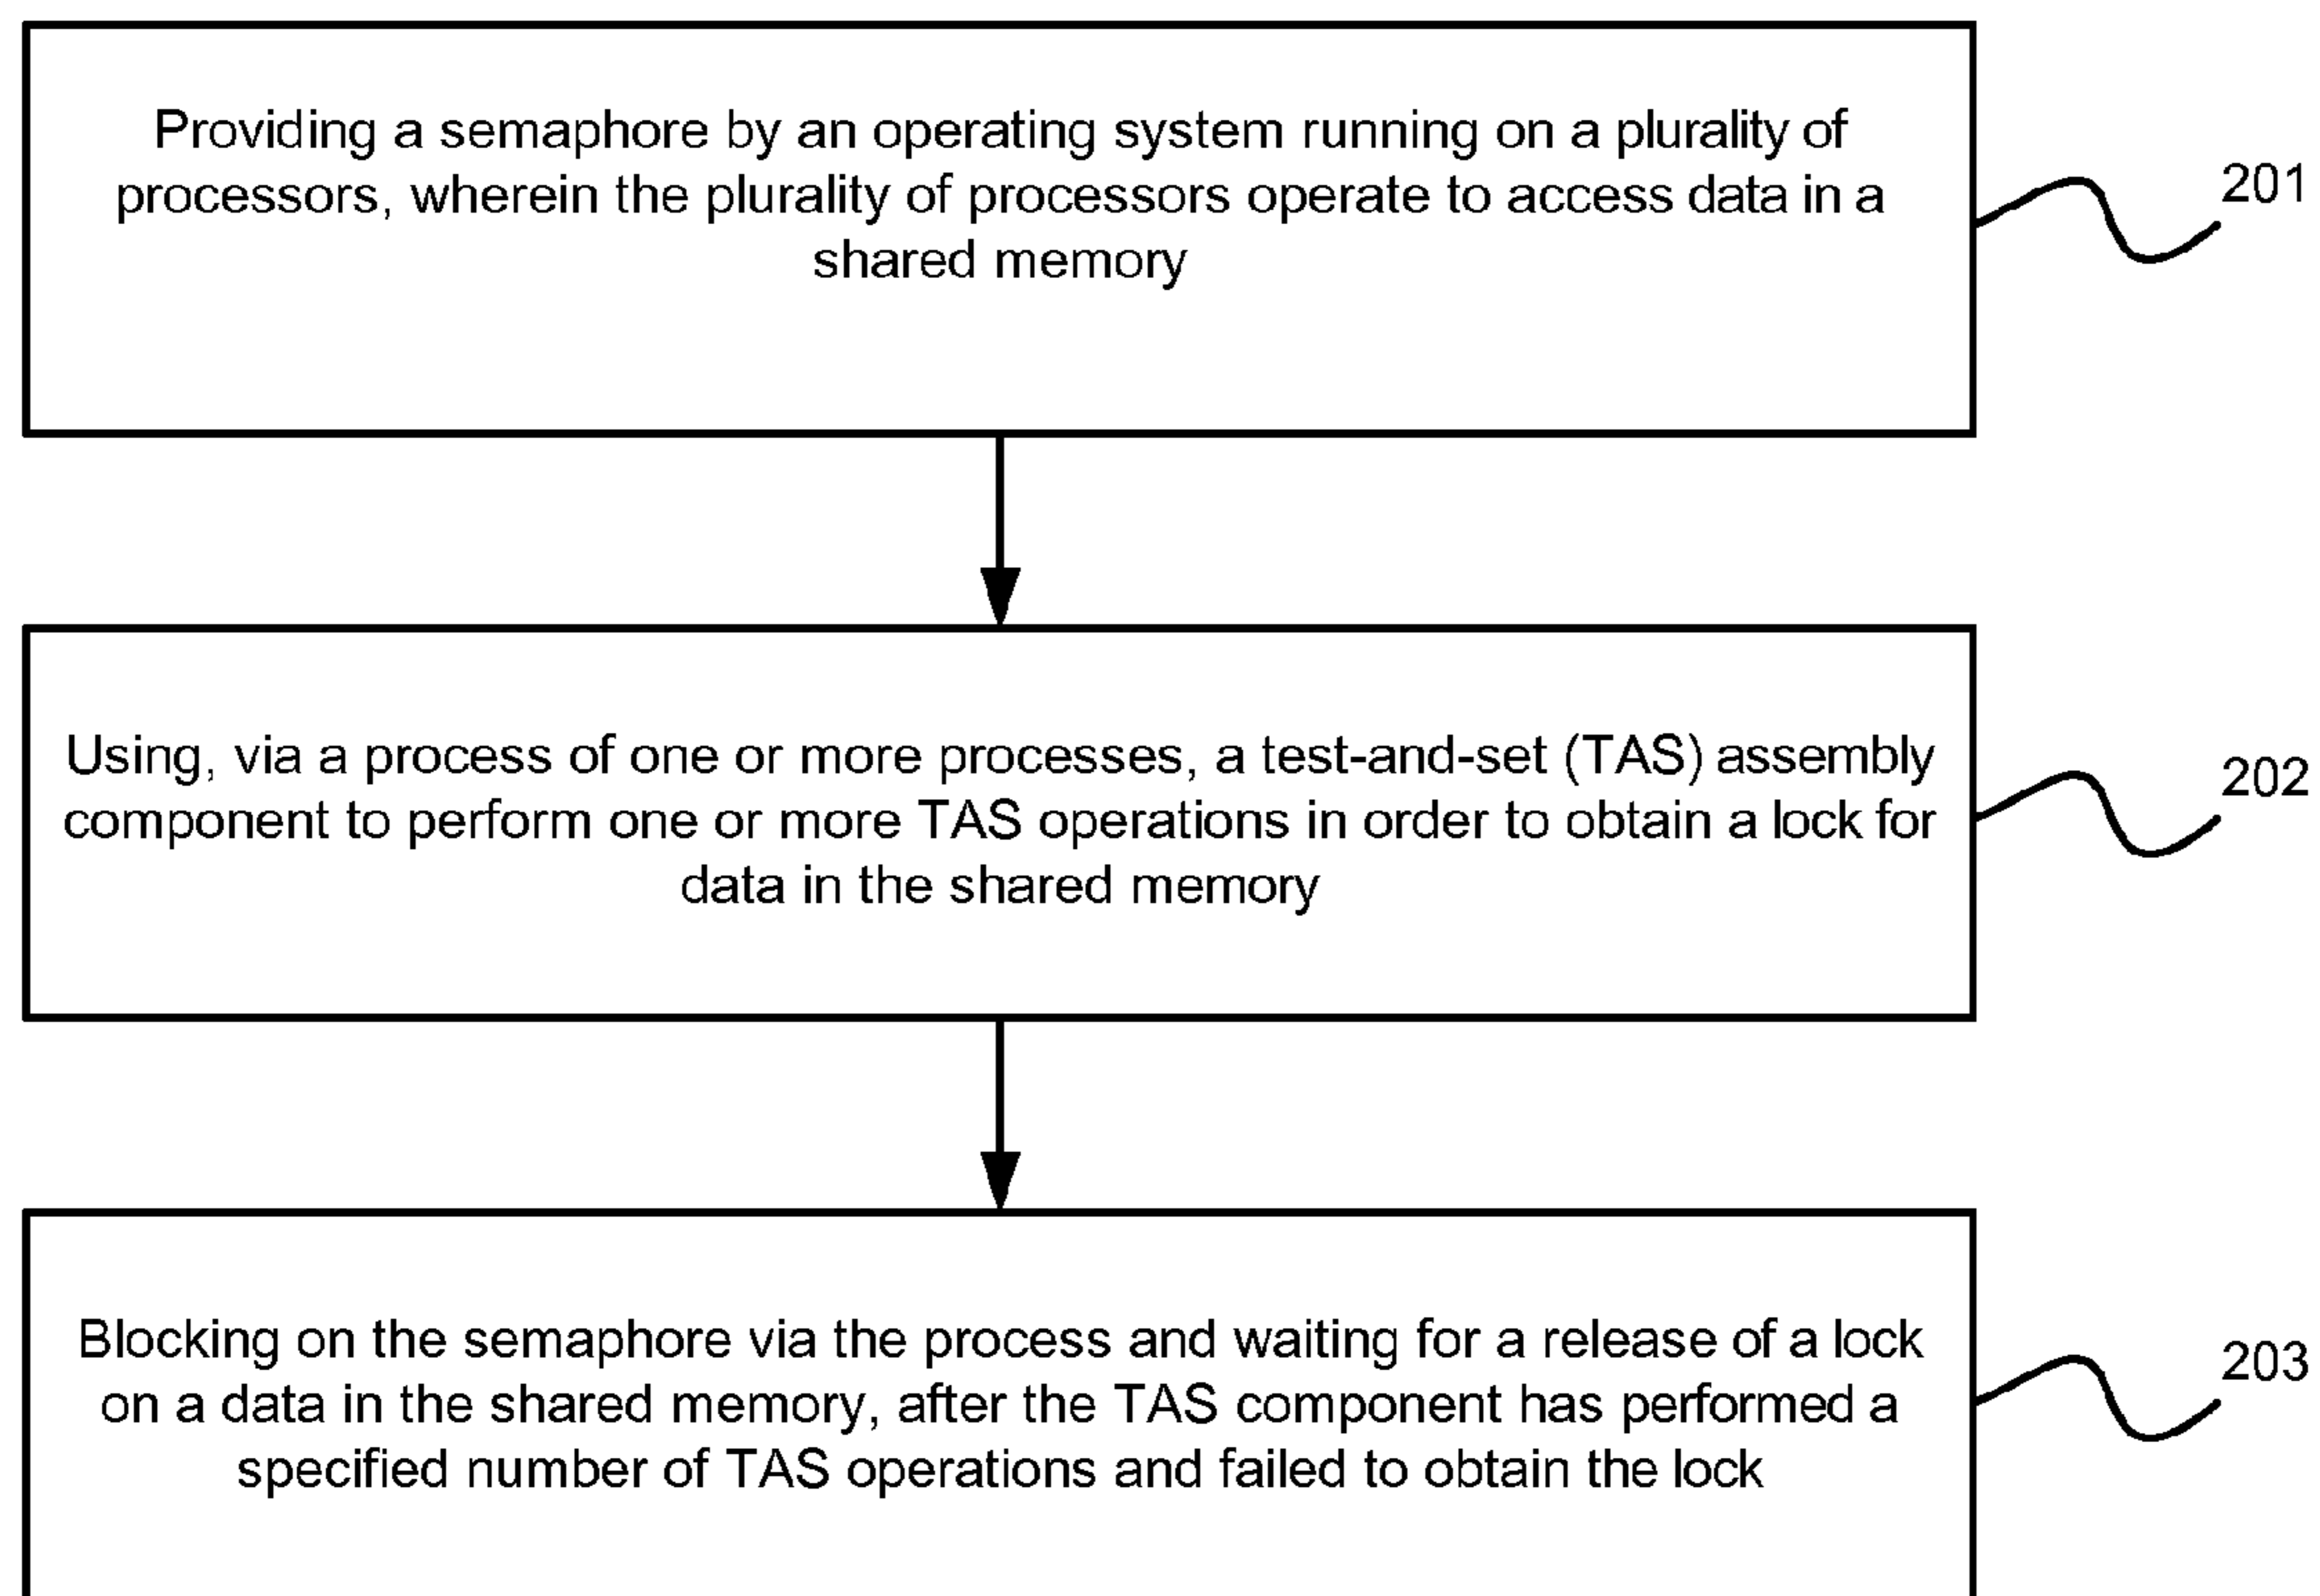 Providing a semaphore by an operating system running on a plurality of
processors, wherein the plurality of processors operate to access data in a
shared memory
201
Using, via a process of one or more processes, a test-and-set (TAS) assembly
component to perform one or more TAS operations in order to obtain a lock for
data in the shared memory
202
Blocking on the semaphore via the process and waiting for a release of a lock
on a data in the shared memory, after the TAS component has performed a
specified number of TAS operations and failed to obtain the lock
203